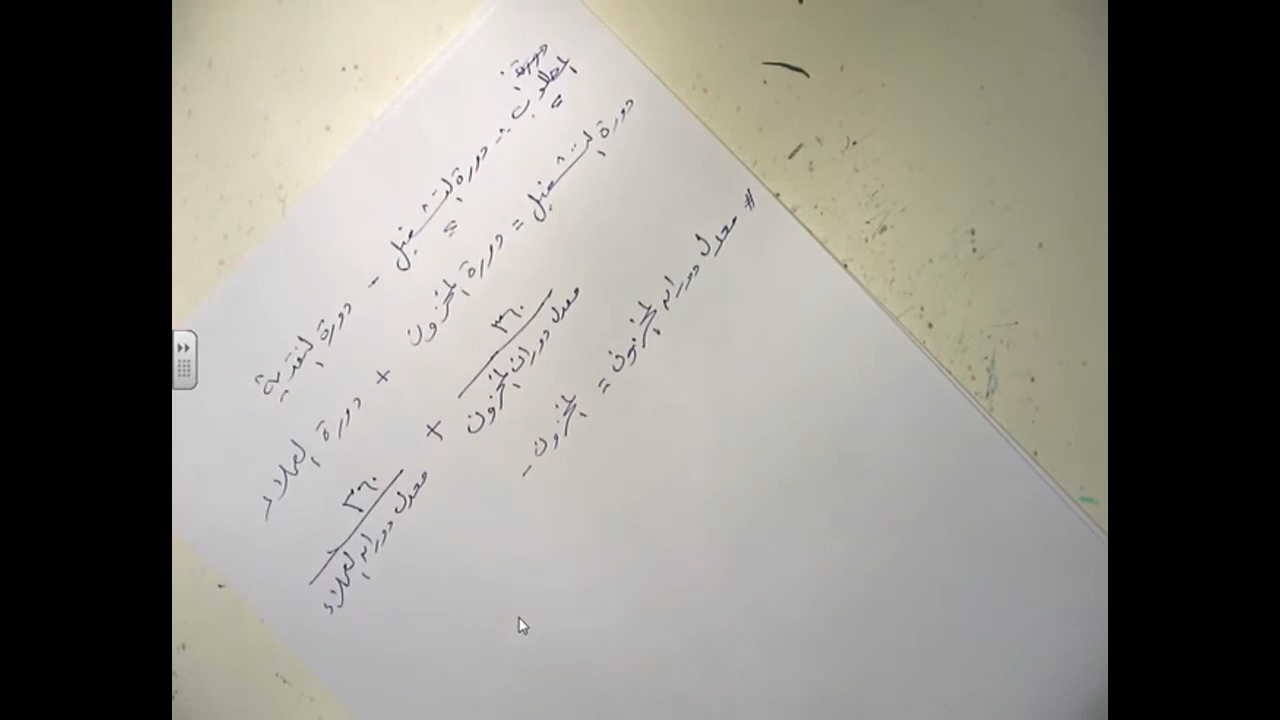 المطلوب :- دورة التشغيل - دورة النقدية
دورة التشغيل = دورة المخزون + دورة العملاء
٣٦٠ / معدل دوران المخزون + ٣٦٠ / معدل دوران العملاء
# معدل دوران المخزون = المخزون -